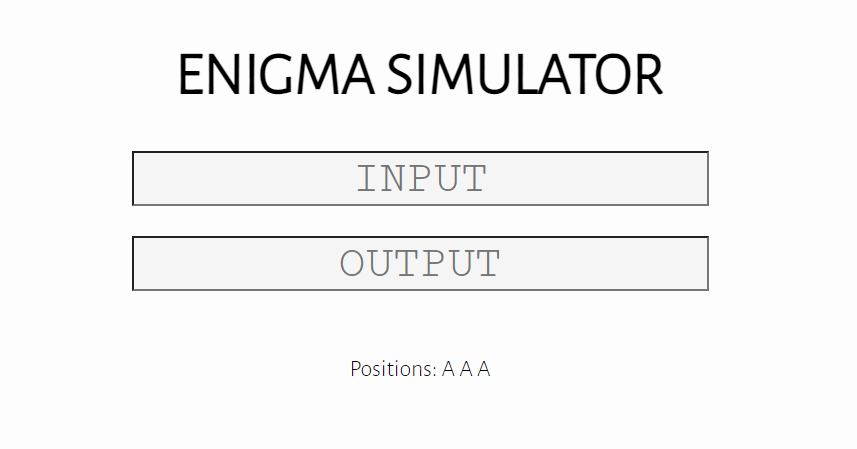 ENIGMA SIMULATOR
INPUT
OUTPUT
Positions: A A A